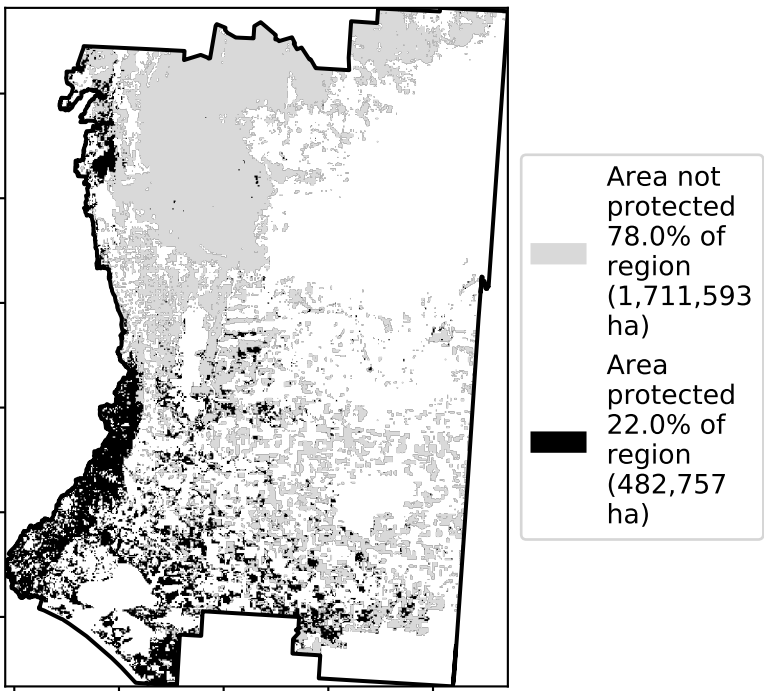 Area not
protected
78.0% of
region
(1,711,593
ha)
Area
protected
22.0% of
region
(482,757
ha)